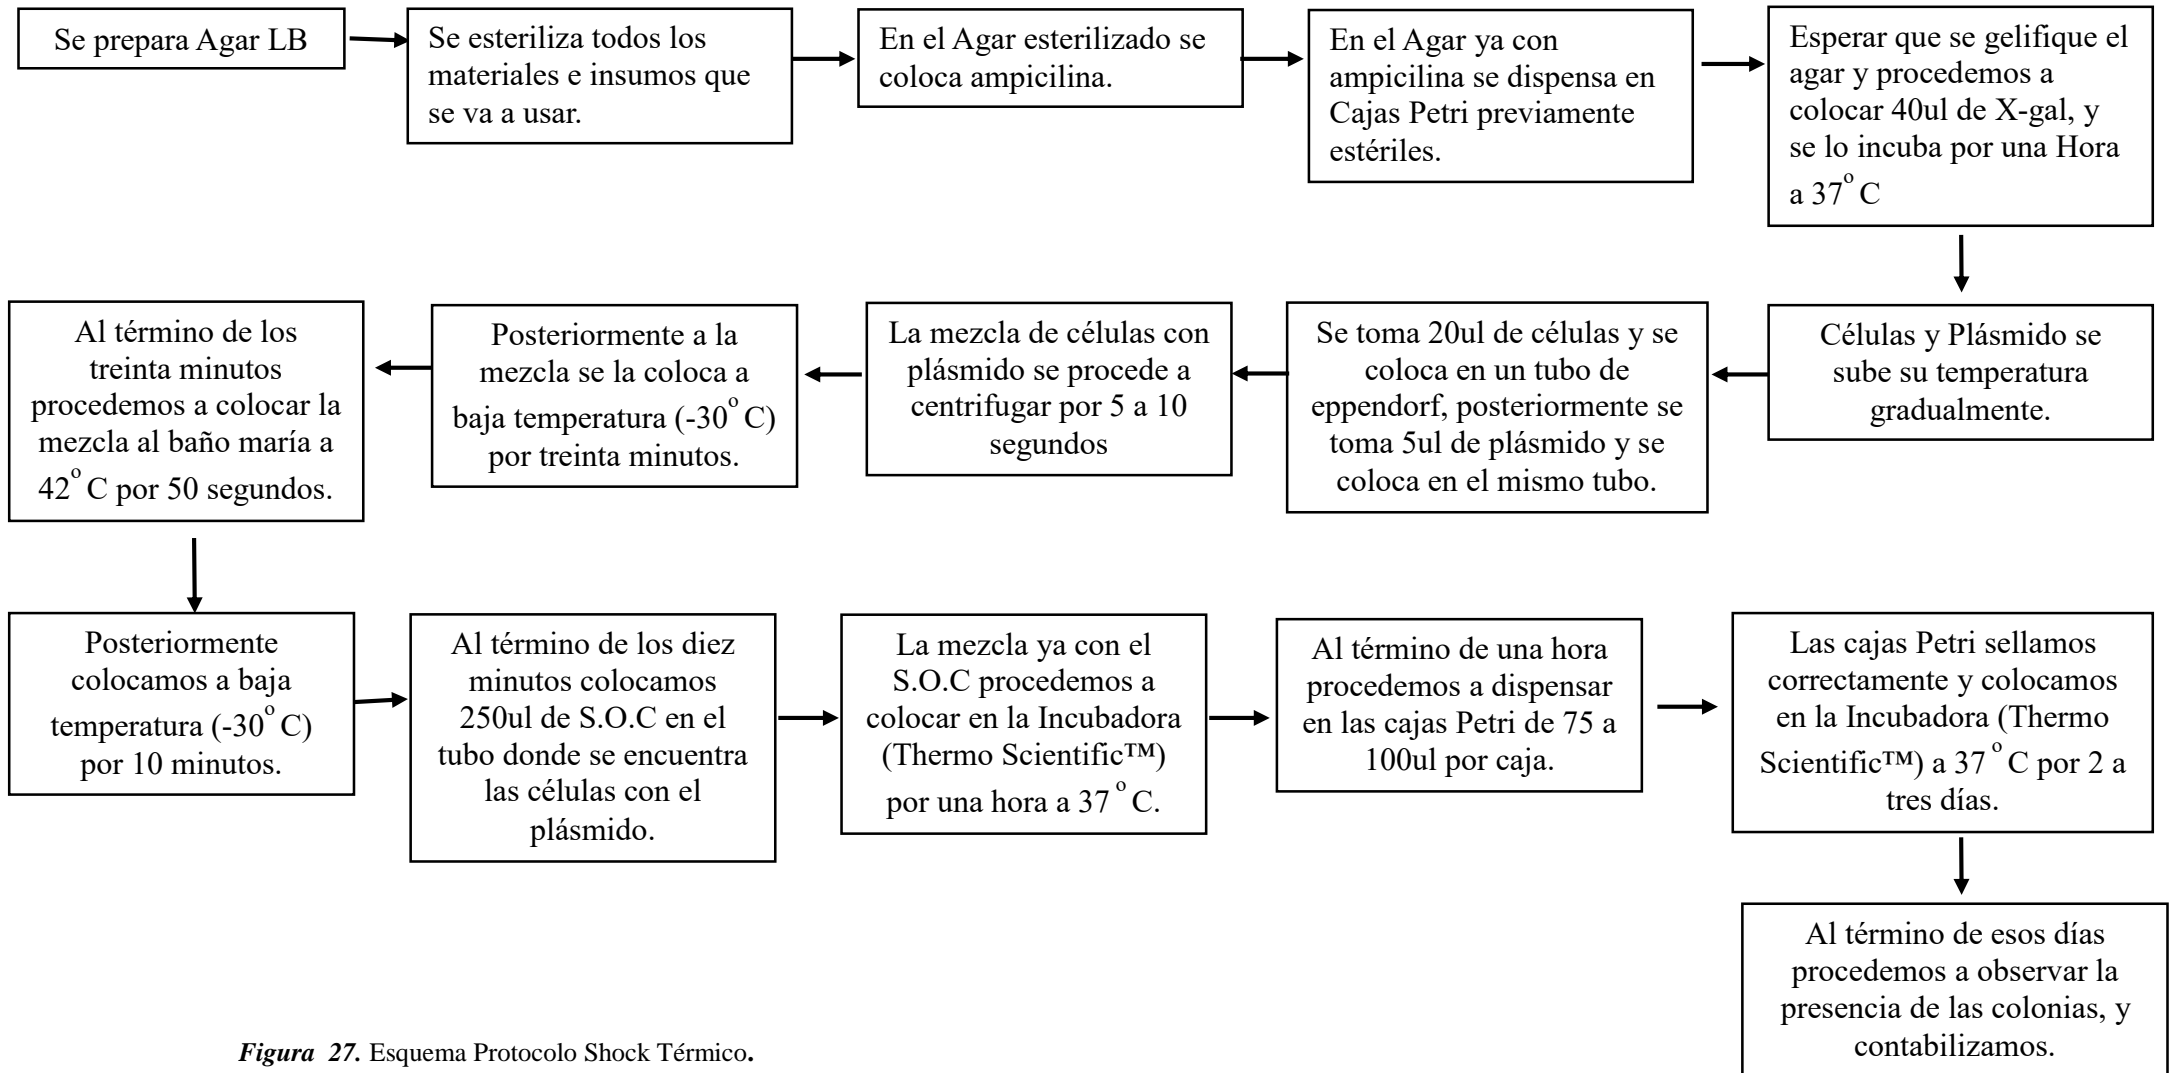 Se prepara Agar LB
Se esteriliza todos los
materiales e insumos que
se va a usar.
En el Agar esterilizado se
coloca ampicilina.
En el Agar ya con
ampicilina se dispensa en
Cajas Petri previamente
estériles.
Esperar que se gelifique el
agar y procedemos a
colocar 40ul de X-gal, y
se lo incuba por una Hora
a 37° C
Células y Plásmido se
sube su temperatura
gradualmente.
Se toma 20ul de células y se
coloca en un tubo de
eppendorf, posteriormente se
toma 5ul de plásmido y se
coloca en el mismo tubo.
La mezcla de células con
plásmido se procede a
centrifugar por 5 a 10
segundos
Posteriormente a la
mezcla se la coloca a
baja temperatura (-30° C)
por treinta minutos.
Al término de los
treinta minutos
procedemos a colocar la
mezcla al baño maría a
42° C por 50 segundos.
Posteriormente
colocamos a baja
temperatura (-30° C)
por 10 minutos.
Al término de los diez
minutos colocamos
250ul de S.O.C en el
tubo donde se encuentra
las células con el
plásmido.
La mezcla ya con el
S.O.C procedemos a
colocar en la Incubadora
(Thermo Scientific™)
por una hora a 37 ° C.
Al término de una hora
procedemos a dispensar
en las cajas Petri de 75 a
100ul por caja.
Las cajas Petri sellamos
correctamente y colocamos
en la Incubadora (Thermo
Scientific™) a 37 ° C por 2 a
tres días.
Al término de esos días
procedemos a observar la
presencia de las colonias, y
contabilizamos.
Figura 27. Esquema Protocolo Shock Térmico.